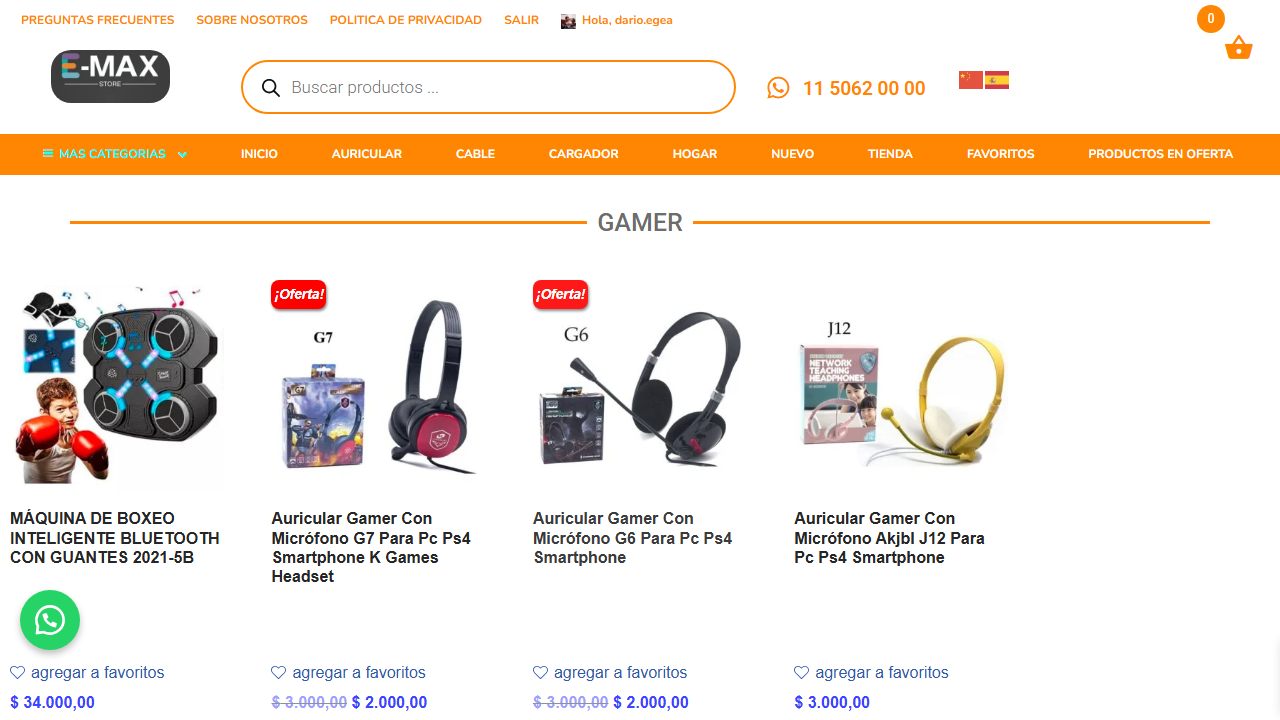 PREGUNTAS FRECUENTES SOBRE NOSOTROS POLITICA DE PRIVACIDAD SALIR Hola, dario.egea 0
E-MAX
STORE
Buscar productos ...
11 5062 00 00
MAS CATEGORIAS INICIO AURICULAR CABLE CARGADOR HOGAR NUEVO TIENDA FAVORITOS PRODUCTOS EN OFERTA
GAMER
¡Oferta!
G7
¡Oferta!
G6
J12
NETWORK
TEACHING
HEADPHONES
MÁQUINA DE BOXEO
INTELIGENTE BLUETOOTH
CON GUANTES 2021-5B
Auricular Gamer Con
Micrófono G7 Para Pc Ps4
Smartphone K Games
Headset
Auricular Gamer Con
Micrófono G6 Para Pc Ps4
Smartphone
Auricular Gamer Con
Micrófono Akjbl J12 Para
Pc Ps4 Smartphone
agregar a favoritos
$ 34.000,00
agregar a favoritos
$ 3.000,00 $ 2.000,00
agregar a favoritos
$ 3.000,00 $ 2.000,00
agregar a favoritos
$ 3.000,00